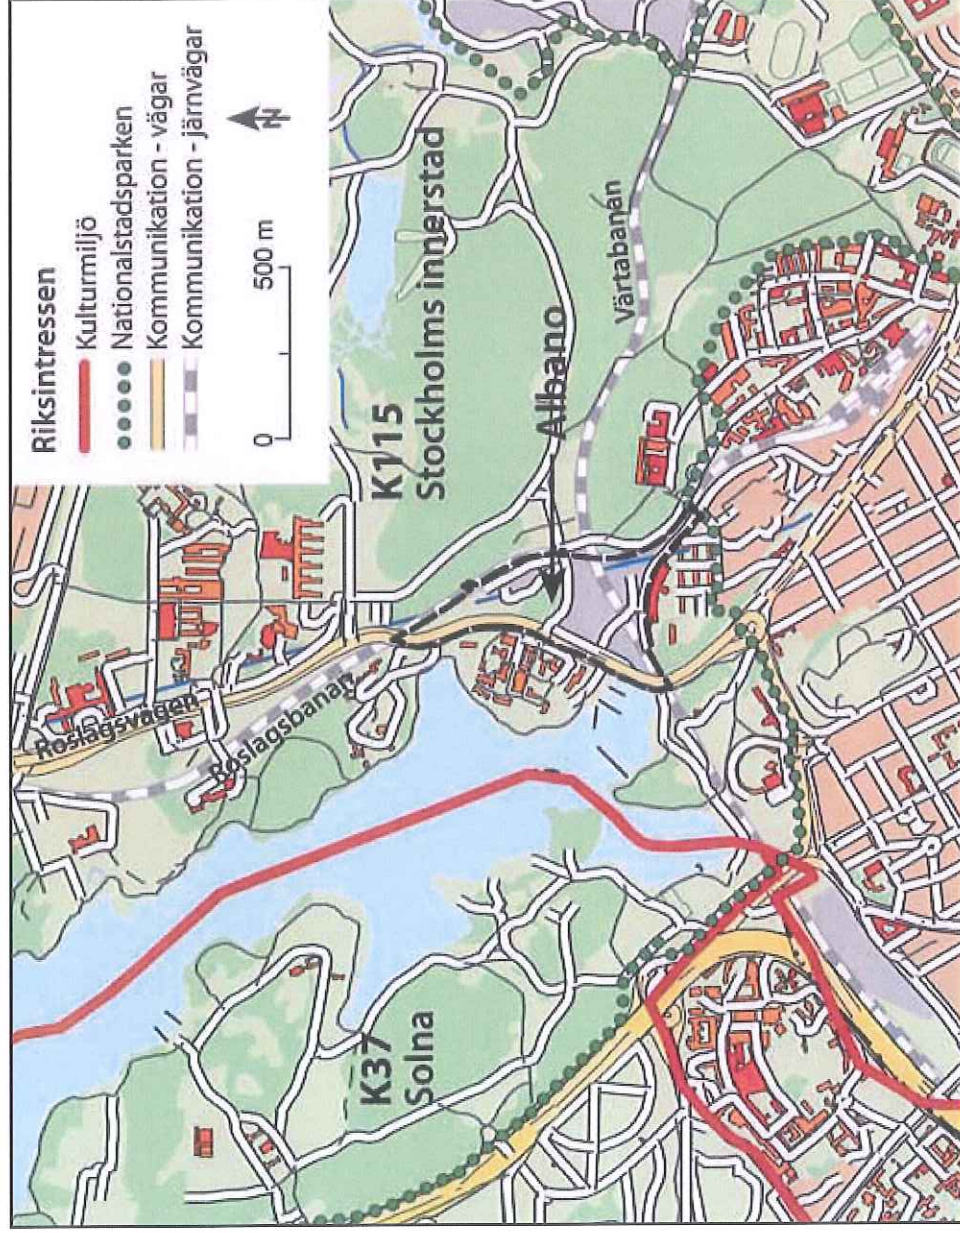 Riksintressen
Kulturmiljö
Nationalstadsparken
Kommunikation - vägar
Kommunikation - järnvägar
0
500 m
N
Roslagsvägen
Roslagsbanan
K115
Stockholms innerstad
Albano
Värtabanan
K37
Solna